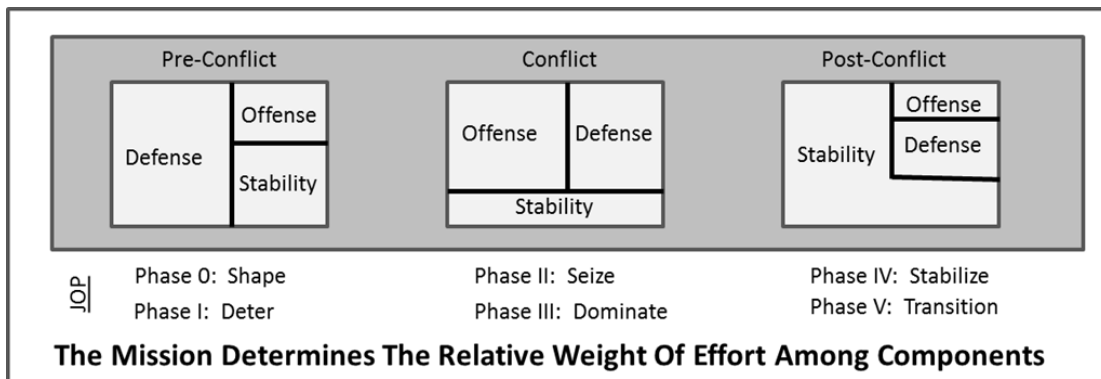 Pre-Conflict
Conflict
Post-Conflict
Defense
Offense
Stability
Offense
Defense
Stability
Stability
Offense
Defense
JOP
Phase 0: Shape
Phase I: Deter
Phase II: Seize
Phase III: Dominate
Phase IV: Stabilize
Phase V: Transition
The Mission Determines The Relative Weight Of Effort Among Components